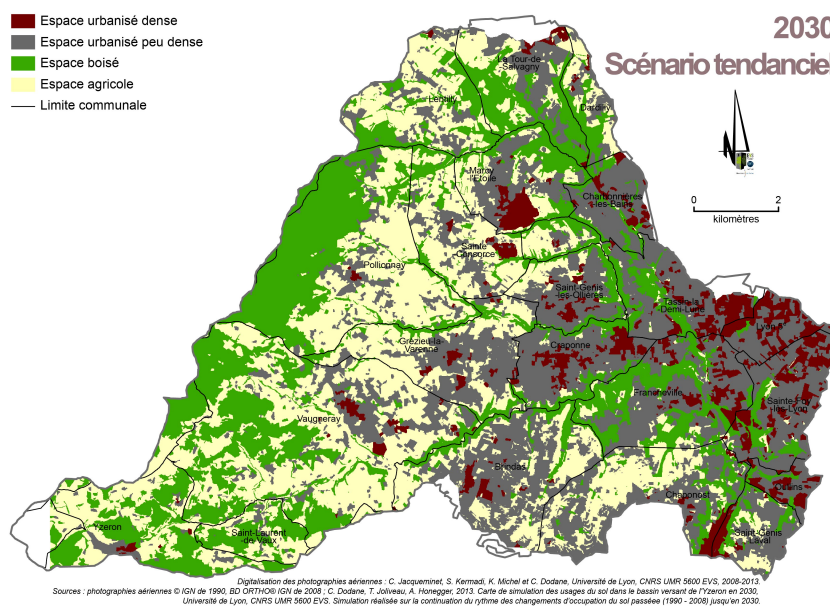 Espace urbanisé dense
Espace urbanisé peu dense
Espace boisé
Espace agricole
Limite communale
2030
Scénario tendanciel
0 2
kilomètres
La Tour-de
-Salvagny
Lentilly
Dardilly
Marcy
l'Etoile
Charbonnières
-les-Bains
Sainte
-Consorce
Pollionnay
Saint-Genis
-les-Ollières
Tassin-la
-Demi-Lune
Lyon
Grézieu-la-
Varenne
Craponne
Francheville
Sainte-Foy
-lès-Lyon
Vaugneray
Brindas
Chaponost
Oullins
Yzeron
Saint-Laurent
-de-Vaux
Saint-Genis
Laval
Digitalisation des photographies aériennes : C. Jacqueminet, S. Kermadi, K. Michel et C. Dodane, Université de Lyon, CNRS UMR 5600 EVS, 2008-2013.
Sources : photographies aériennes © IGN de 1990, BD ORTHO® IGN de 2008 ; C. Dodane, T. Joliveau, A. Honegger, 2013. Carte de simulation des usages du sol dans le bassin versant de l'Yzeron en 2030,
Université de Lyon, CNRS UMR 5600 EVS. Simulation réalisée sur la continuation du rythme des changements d'occupation du sol passée (1990 - 2008) jusqu'en 2030.